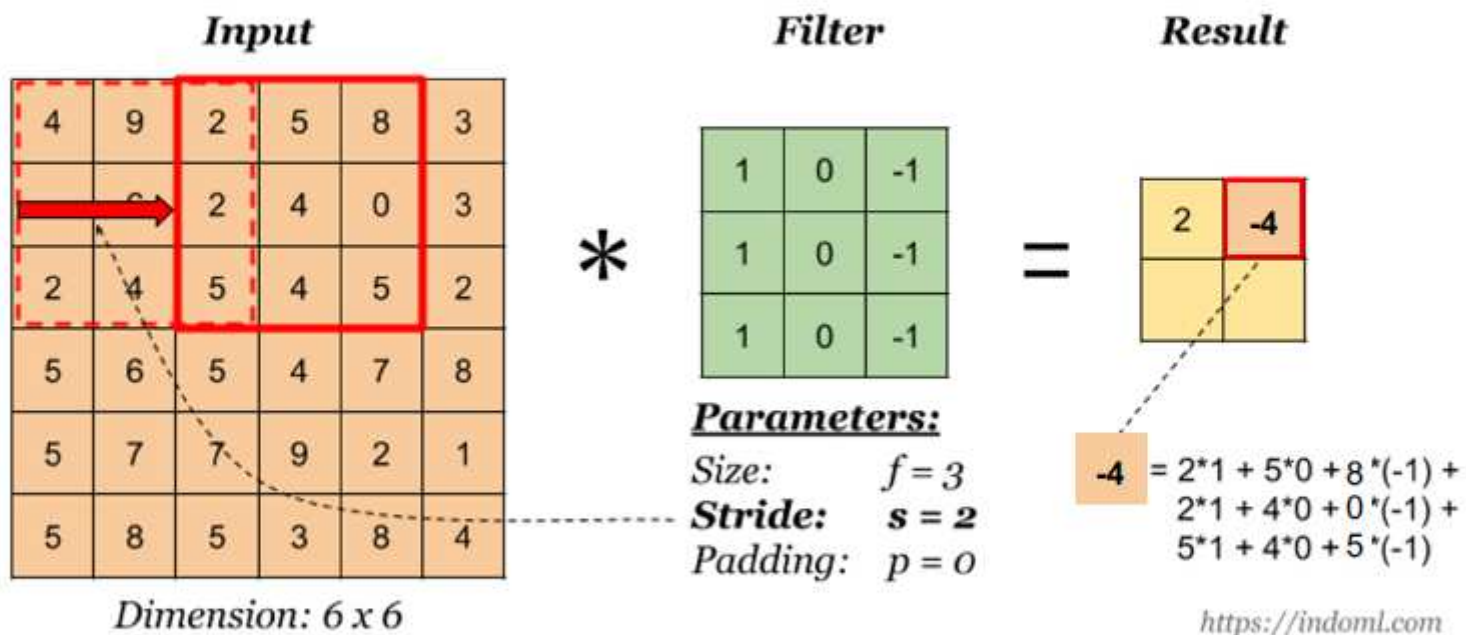 Input Filter Result
4 9 2 5 8 3
2 4 0 3
2 4 5 4 5 2
5 6 5 4 7 8
5 7 7 9 2 1
5 8 5 3 8 4
Dimension: 6 x 6
*
1 0 -1
1 0 -1
1 0 -1
Parameters:
Size: f = 3
Stride: s = 2
Padding: p = 0
=
2 -4
-4 = 2*1 + 5*0 + 8*(-1) +
2*1 + 4*0 + 0*(-1) +
5*1 + 4*0 + 5*(-1)
https://indoml.com